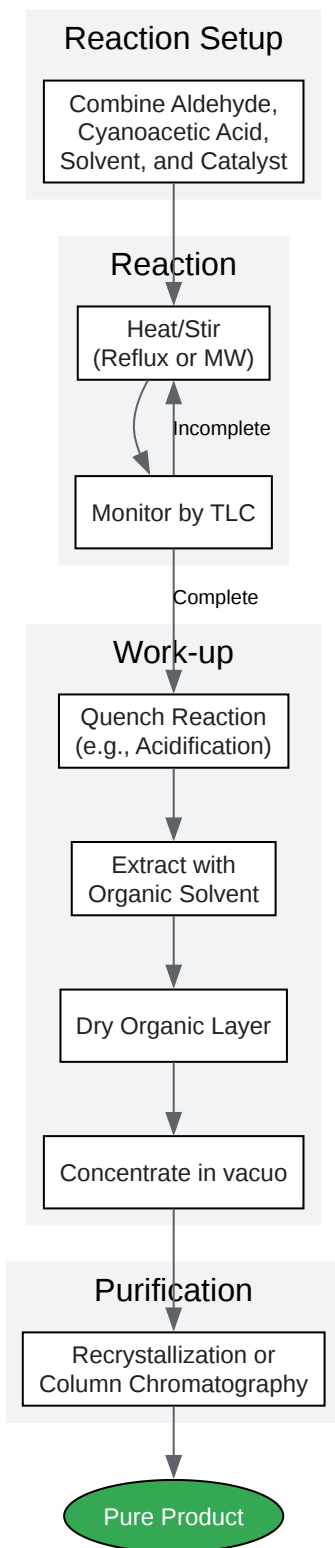 Reaction Setup
Combine Aldehyde,
Cyanoacetic Acid,
Solvent, and Catalyst
Reaction
Heat/Stir
(Reflux or MW)
Incomplete
Monitor by TLC
Complete
Work-up
Quench Reaction
(e.g., Acidification)
Extract with
Organic Solvent
Dry Organic Layer
Concentrate in vacuo
Purification
Recrystallization or
Column Chromatography
Pure Product